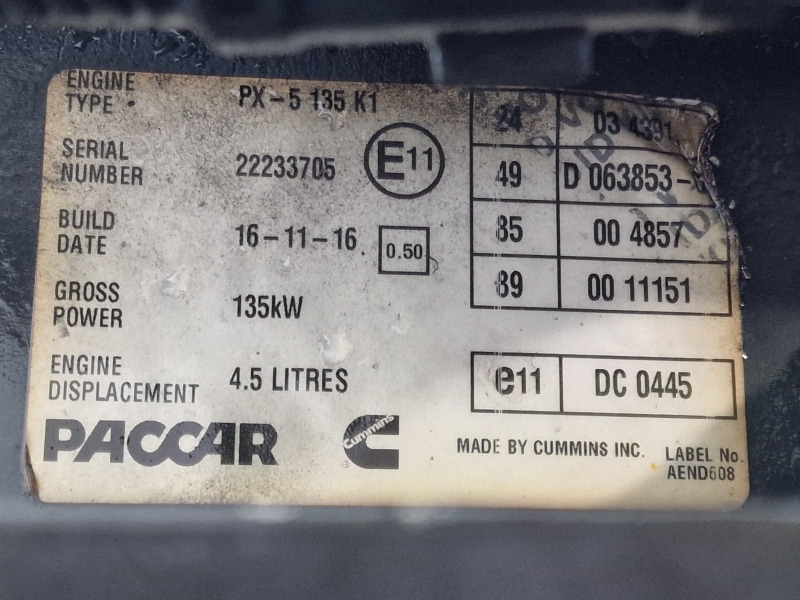 ENGINE
TYPE · PX-5 135 K1
SERIAL
NUMBER 22233705
E11
BUILD
DATE 16-11-16 0.50
GROSS
POWER 135kW
ENGINE
DISPLACEMENT 4.5 LITRES
24 03
49 D 063853-
85 00 4857
89 00 11151
e11 DC 0445
PACCAR Cummins ®
MADE BY CUMMINS INC.
LABEL No.
AEND608